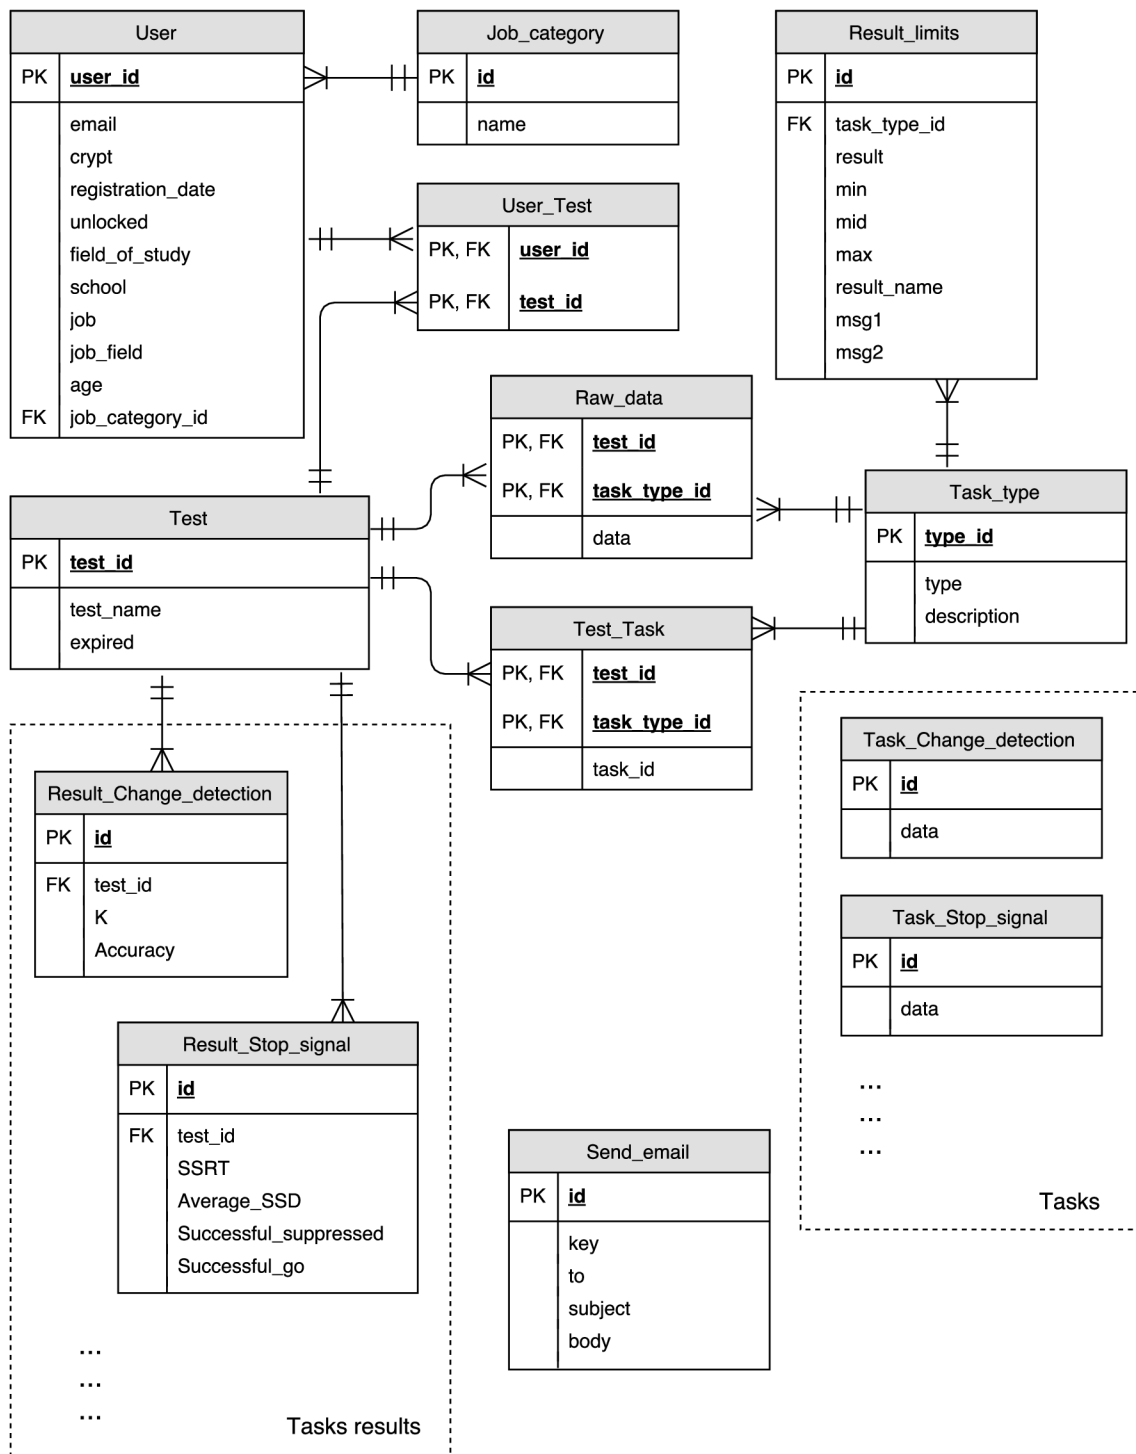 User
PK user_id
email
crypt
registration_date
unlocked
field_of_study
school
job
job_field
age
FK job_category_id
Job_category
PK id
name
User_Test
PK, FK user_id
PK, FK test_id
Result_limits
PK id
FK task_type_id
result
min
mid
max
result_name
msg1
msg2
Raw_data
PK, FK test_id
PK, FK task_type_id
data
Task_type
PK type_id
type
description
Test
PK test_id
test_name
expired
Test_Task
PK, FK test_id
PK, FK task_type_id
task_id
Result_Change_detection
PK id
FK test_id
K
Accuracy
Result_Stop_signal
PK id
FK test_id
SSRT
Average_SSD
Successful_suppressed
Successful_go
...
...
...
Tasks results
Task_Change_detection
PK id
data
Task_Stop_signal
PK id
data
...
...
...
Tasks
Send_email
PK id
key
to
subject
body